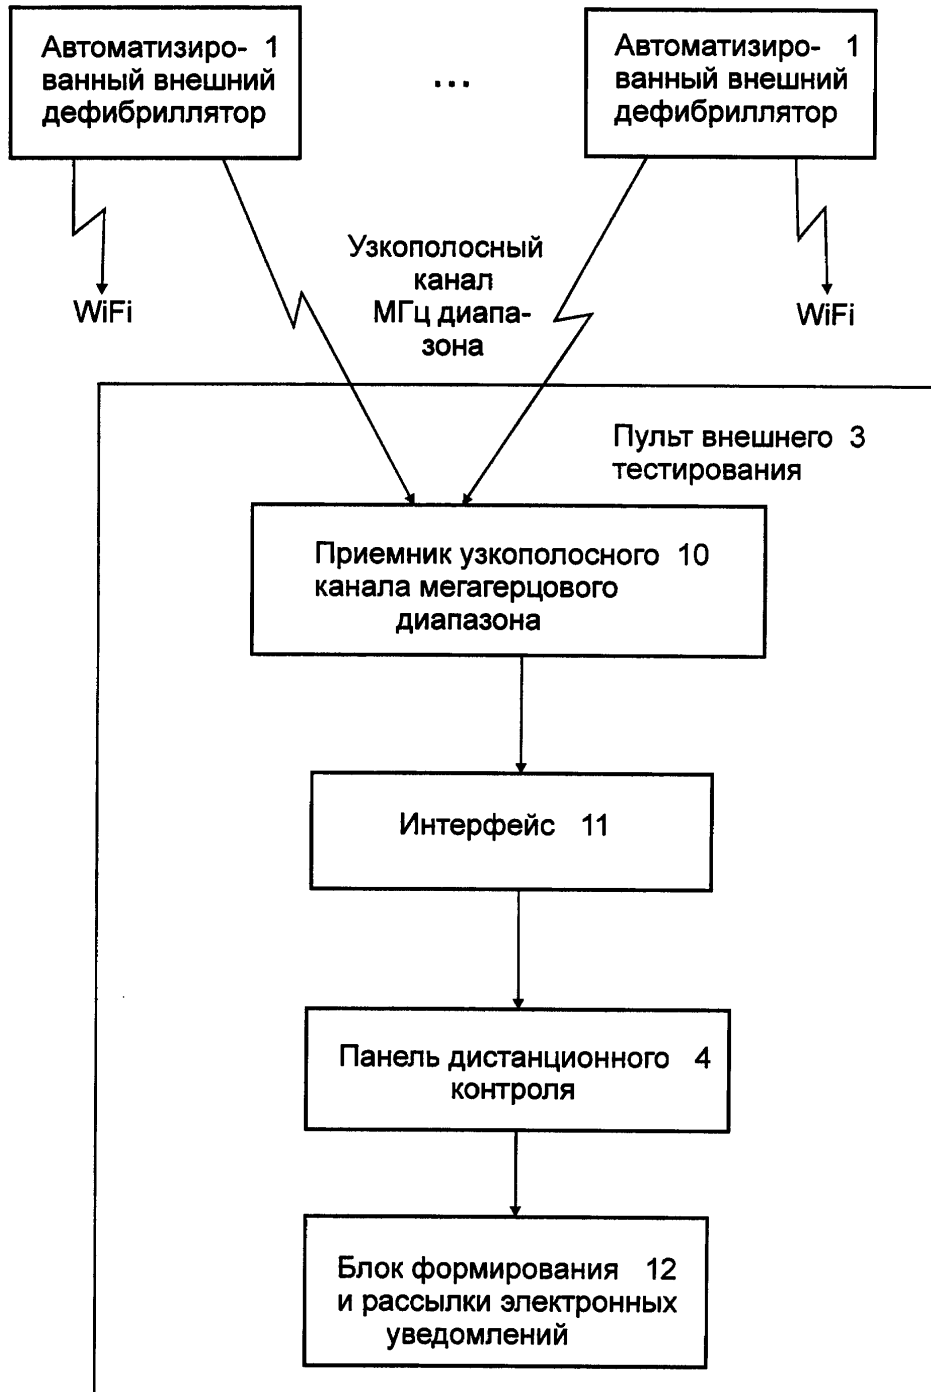 Автоматизиро- 1
ванный внешний
дефибриллятор
...
Автоматизиро- 1
ванный внешний
дефибриллятор
WiFi
Узкополосный
канал
МГц диапа-
зона
WiFi
Пульт внешнего 3
тестирования
Приемник узкополосного 10
канала мегагерцового
диапазона
Интерфейс 11
Панель дистанционного 4
контроля
Блок формирования 12
и рассылки электронных
уведомлений